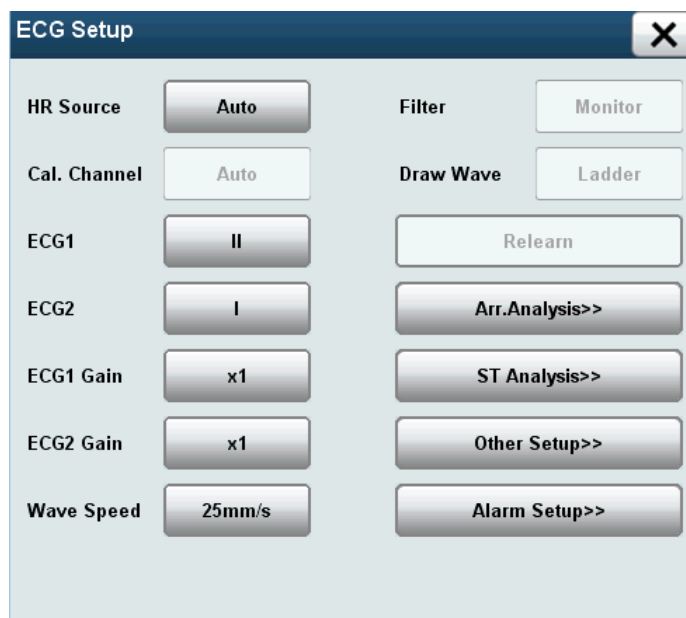 ECG Setup
HR Source Auto Filter Monitor
Cal. Channel Auto Draw Wave Ladder
ECG1 II Relearn
ECG2 I Arr.Analysis>>
ECG1 Gain x1 ST Analysis>>
ECG2 Gain x1 Other Setup>>
Wave Speed 25mm/s Alarm Setup>>